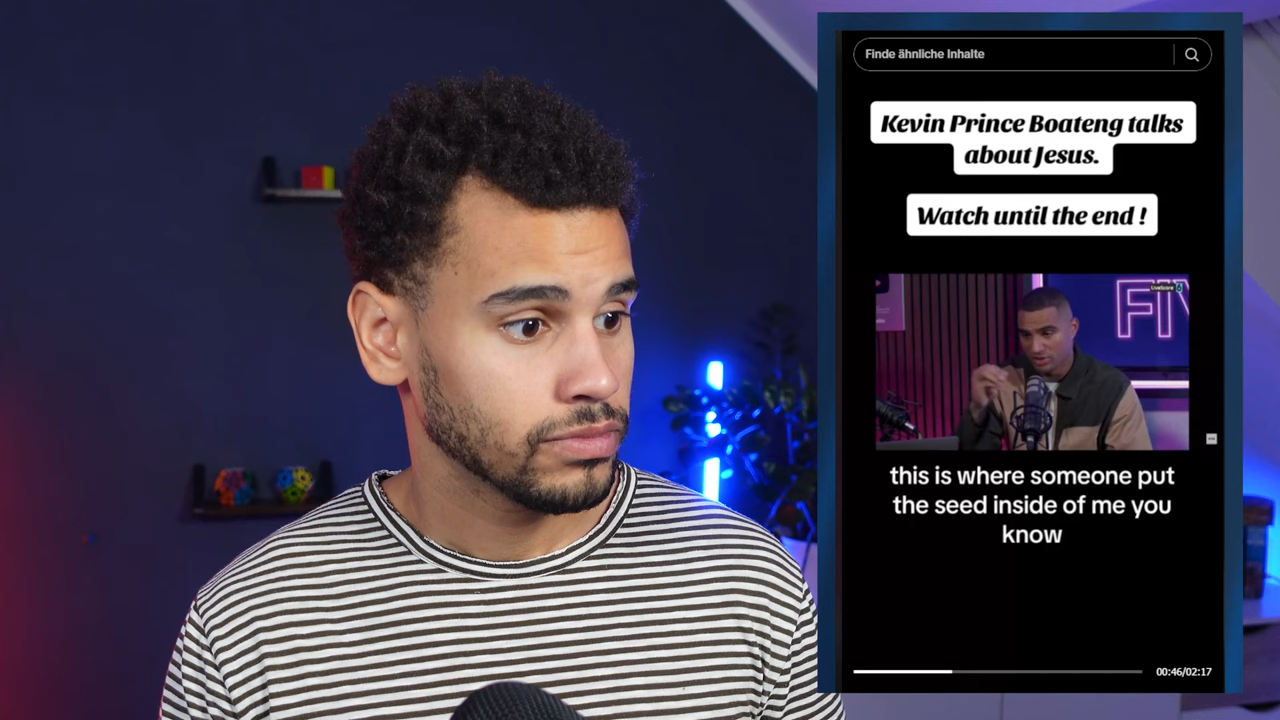 Finde ähnliche Inhalte
Kevin Prince Boateng talks
about Jesus.
Watch until the end !
LiveScore
FIV
this is where someone put
the seed inside of me you
know
00:46/02:17